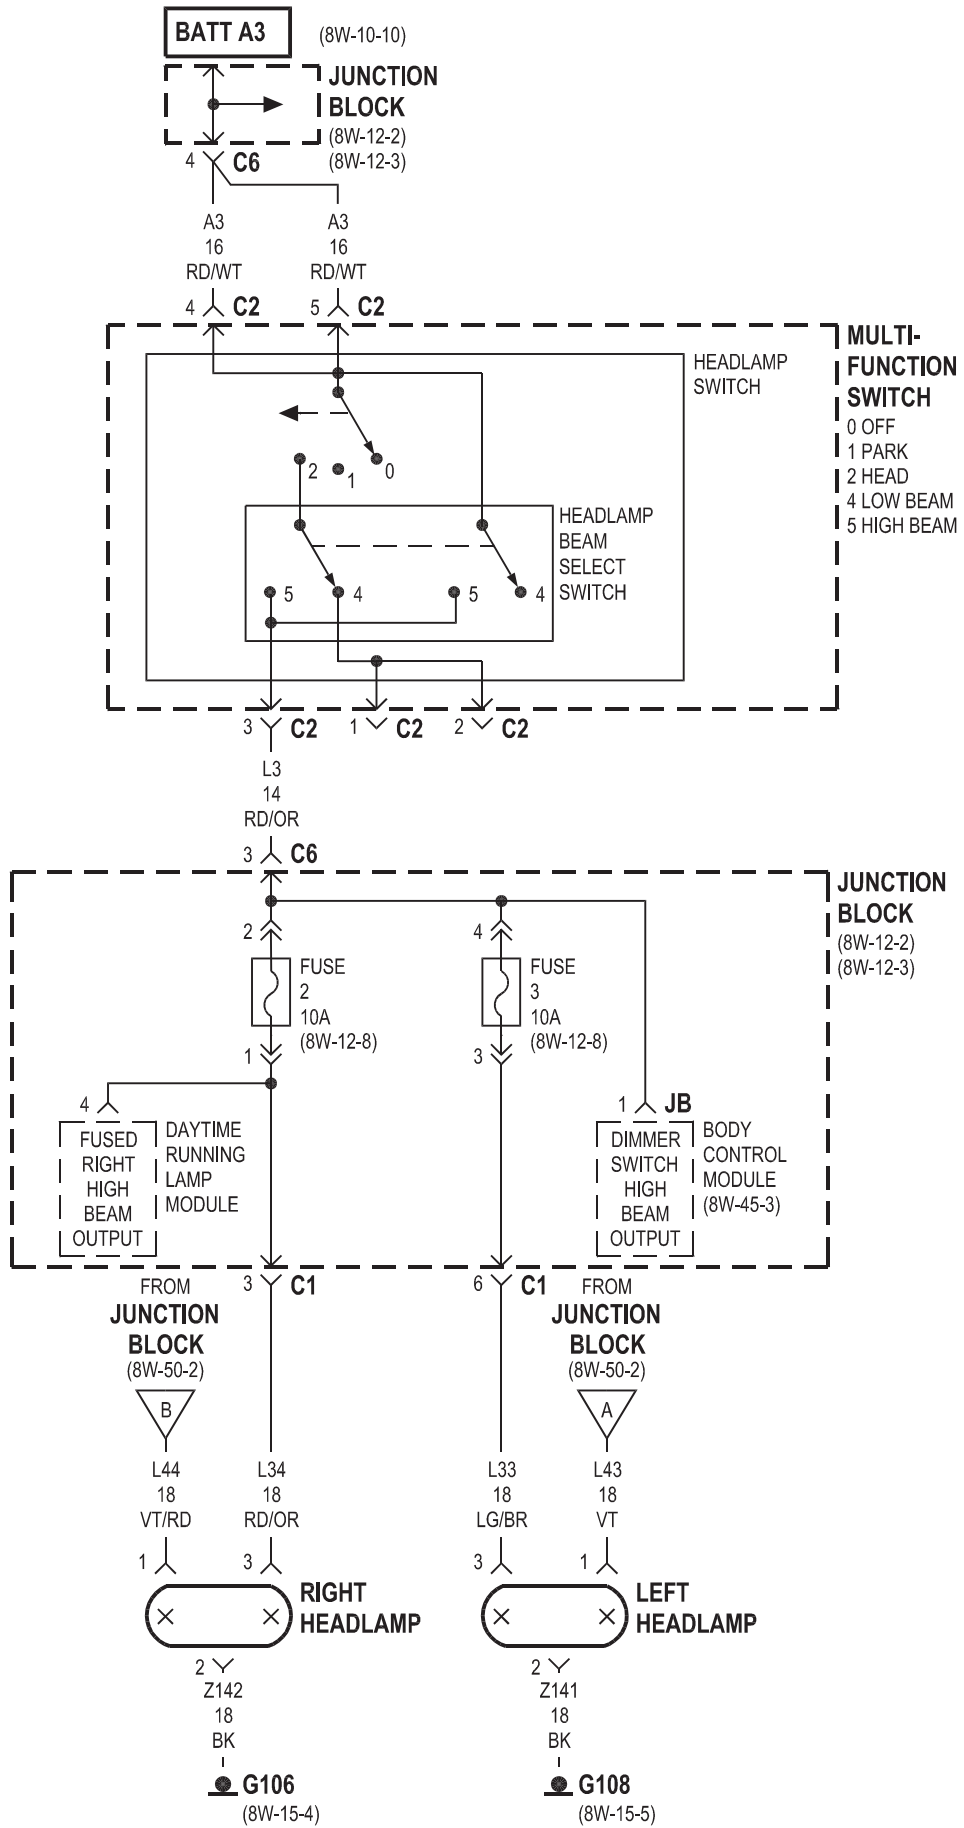 BATT A3
(8W-10-10)
JUNCTION
BLOCK
(8W-12-2)
(8W-12-3)
4
C6
A3
16
RD/WT
A3
16
RD/WT
4
C2
5
C2
MULTI-
FUNCTION
SWITCH
0 OFF
1 PARK
2 HEAD
4 LOW BEAM
5 HIGH BEAM
HEADLAMP
SWITCH
2
1
0
HEADLAMP
BEAM
SELECT
SWITCH
5
4
5
4
3
C2
1
C2
2
C2
L3
14
RD/OR
3
C6
JUNCTION
BLOCK
(8W-12-2)
(8W-12-3)
2
FUSE
2
10A
(8W-12-8)
1
4
FUSE
3
10A
(8W-12-8)
3
4
FUSED
RIGHT
HIGH
BEAM
OUTPUT
DAYTIME
RUNNING
LAMP
MODULE
1
JB
DIMMER
SWITCH
HIGH
BEAM
OUTPUT
BODY
CONTROL
MODULE
(8W-45-3)
FROM
JUNCTION
BLOCK
(8W-50-2)
B
3
C1
6
C1
FROM
JUNCTION
BLOCK
(8W-50-2)
A
L44
18
VT/RD
L34
18
RD/OR
L33
18
LG/BR
L43
18
VT
1
3
RIGHT
HEADLAMP
3
1
LEFT
HEADLAMP
2
Z142
18
BK
G106
(8W-15-4)
2
Z141
18
BK
G108
(8W-15-5)